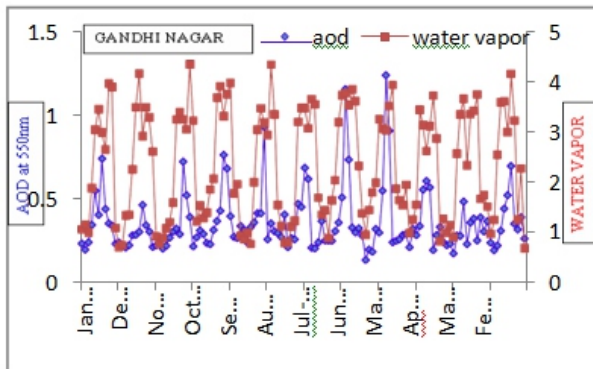 GANDHI NAGAR
aod
water vapor
1.5
1
0.5
0
5
4
3
2
1
0
AOD at 550nm
WATER VAPOR
Jan...
De...
No...
Oct...
Se...
Au...
Jul-...
Jun...
Ma...
Ap...
Ma...
Fe...